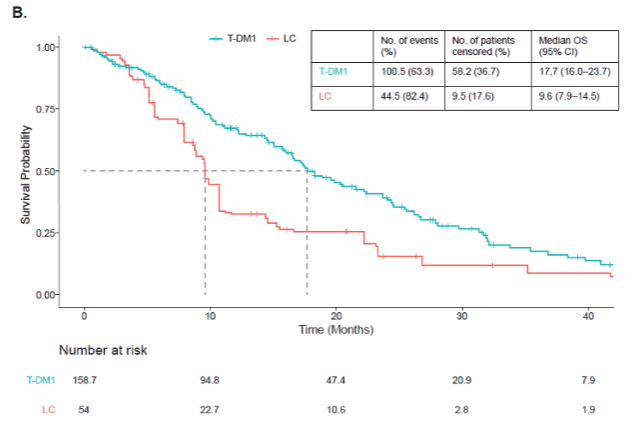 B.
T-DM1 LC
No. of events (%) No. of patients censored (%) Median OS (95% CI)
T-DM1 100.5 (63.3) 58.2 (36.7) 17.7 (16.0–23.7)
LC 44.5 (82.4) 9.5 (17.6) 9.6 (7.9–14.5)
Survival Probability
1.00
0.75
0.50
0.25
0.00
0 10 20 30 40
Time (Months)
Number at risk
T-DM1 158.7 94.8 47.4 20.9 7.9
LC 54 22.7 10.6 2.8 1.9